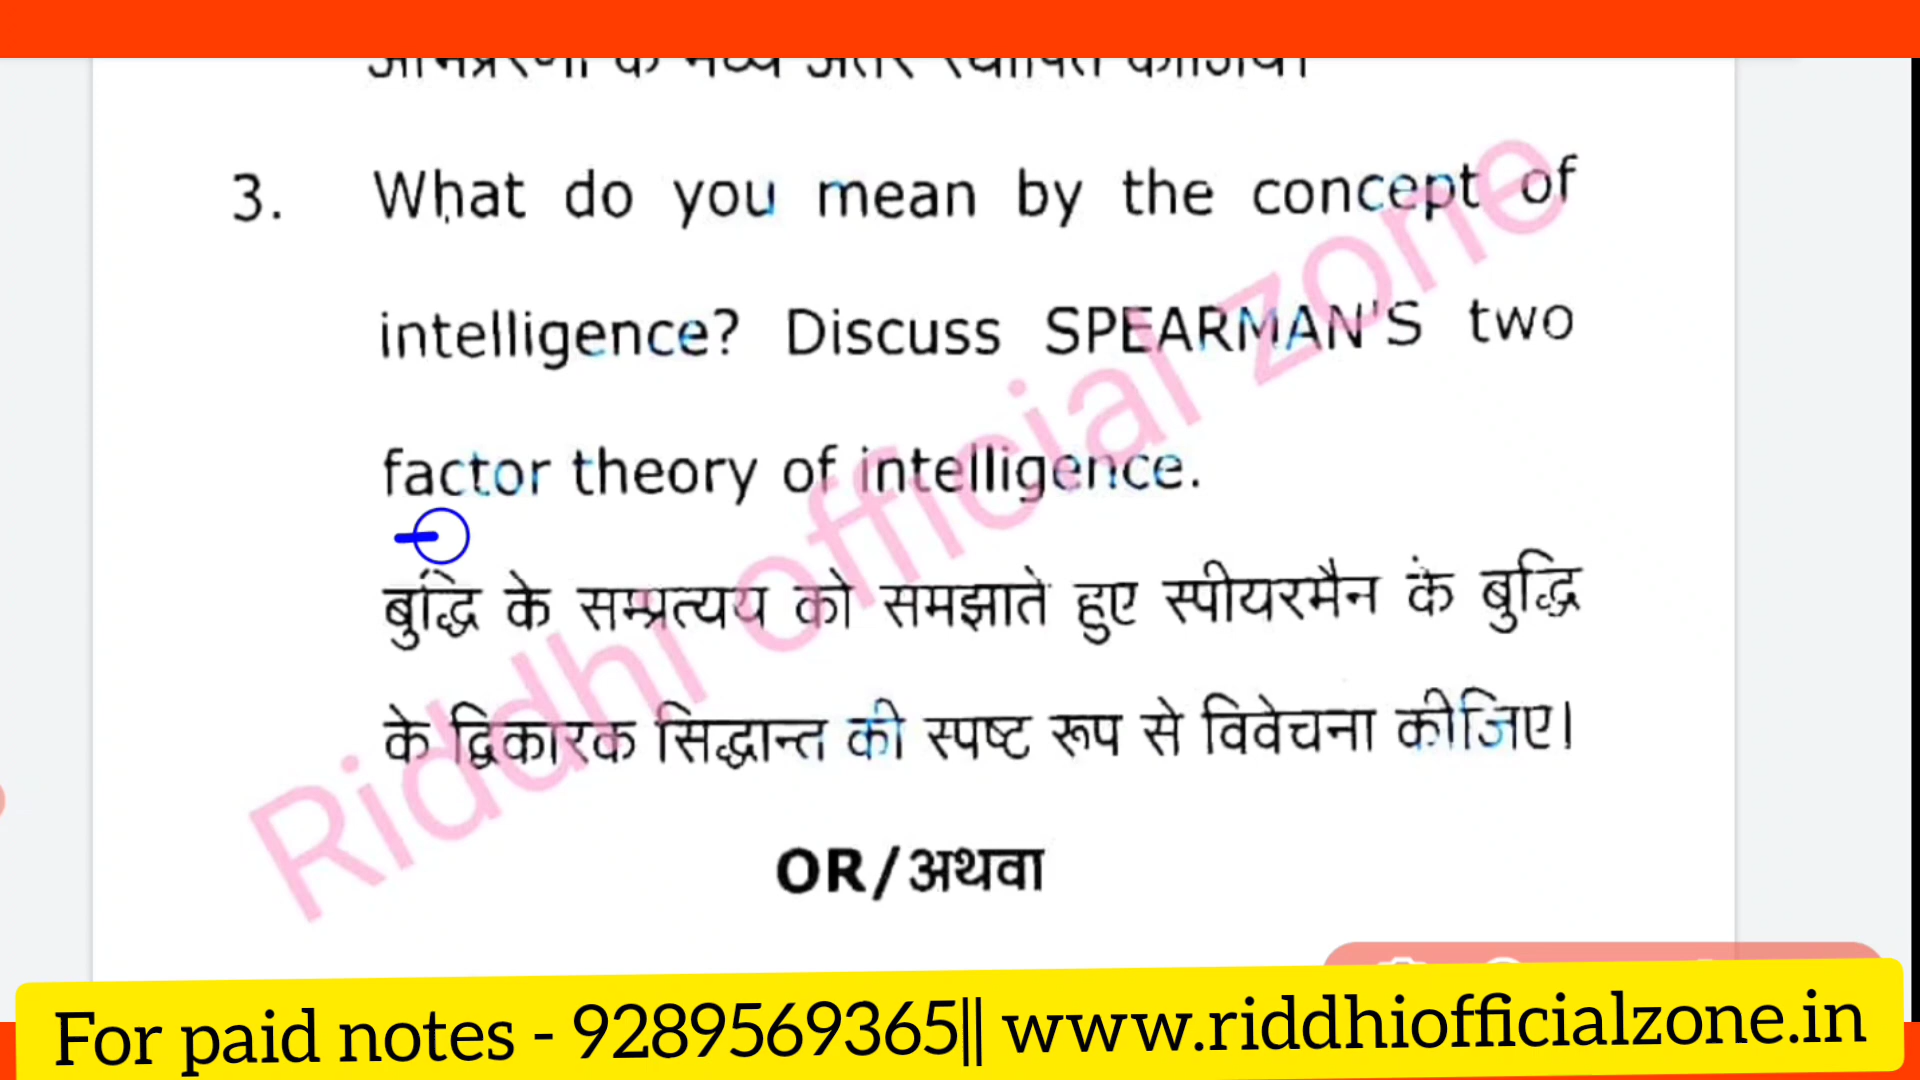 3. What do you mean by the concept of
intelligence? Discuss SPEARMAN'S two
factor theory of intelligence.
बुद्धि के सम्प्रत्यय को समझाते हुए स्पीयरमैन के बुद्धि
के द्विकारक सिद्धान्त की स्पष्ट रूप से विवेचना कीजिए।
OR/अथवा
Riddhi official zone
For paid notes - 9289569365|| www.riddhiofficialzone.in